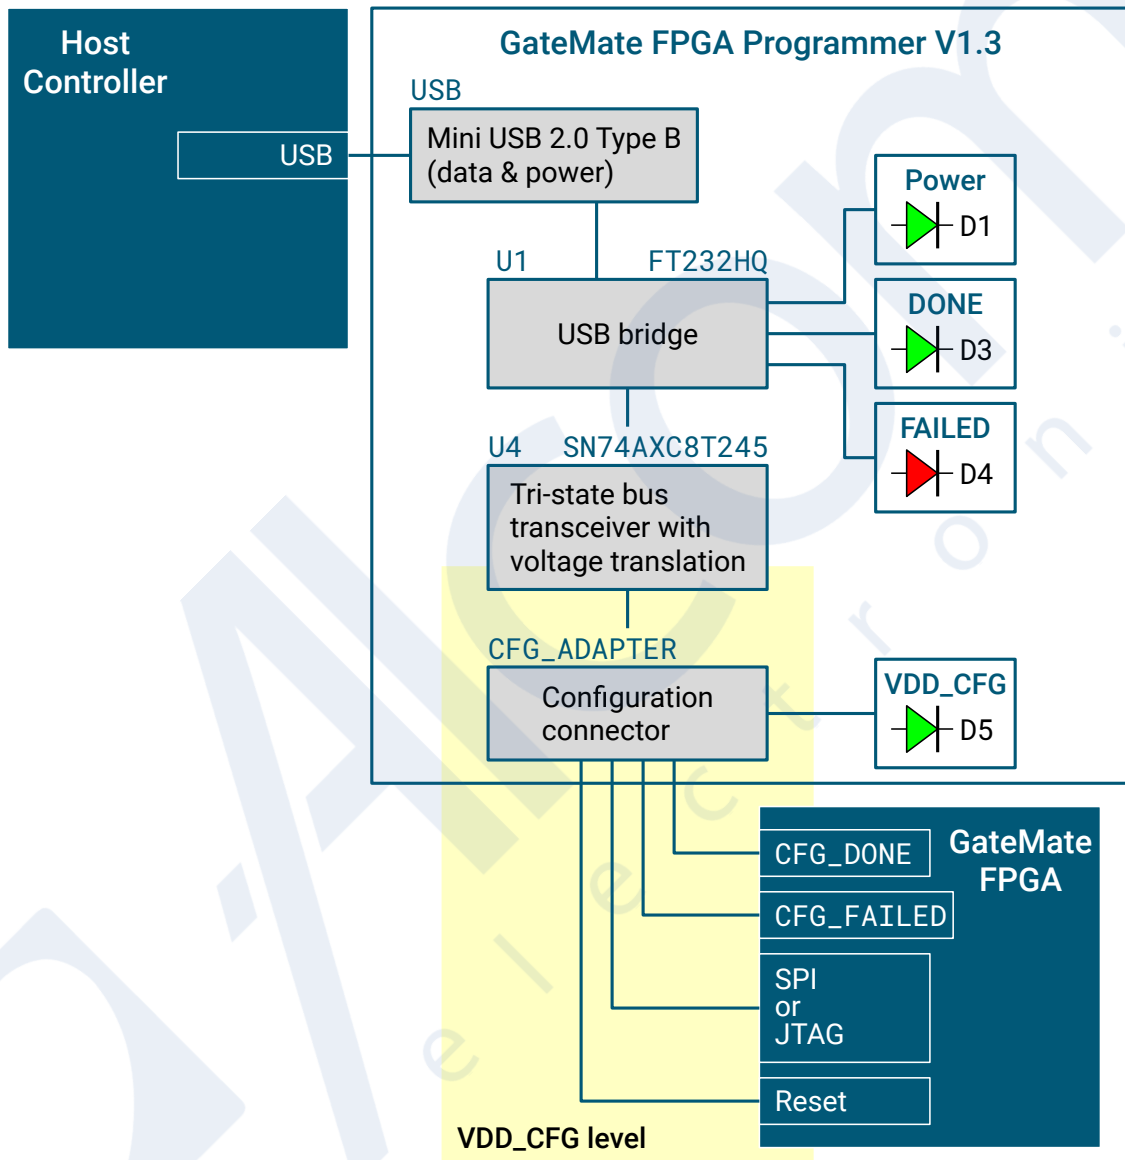 Host
Controller
USB
GateMate FPGA Programmer V1.3
USB
Mini USB 2.0 Type B
(data & power)
U1 FT232HQ
USB bridge
Power
D1
DONE
D3
FAILED
D4
U4 SN74AXC8T245
Tri-state bus
transceiver with
voltage translation
CFG_ADAPTER
Configuration
connector
VDD_CFG
D5
GateMate
FPGA
CFG_DONE
CFG_FAILED
SPI
or
JTAG
Reset
VDD_CFG level